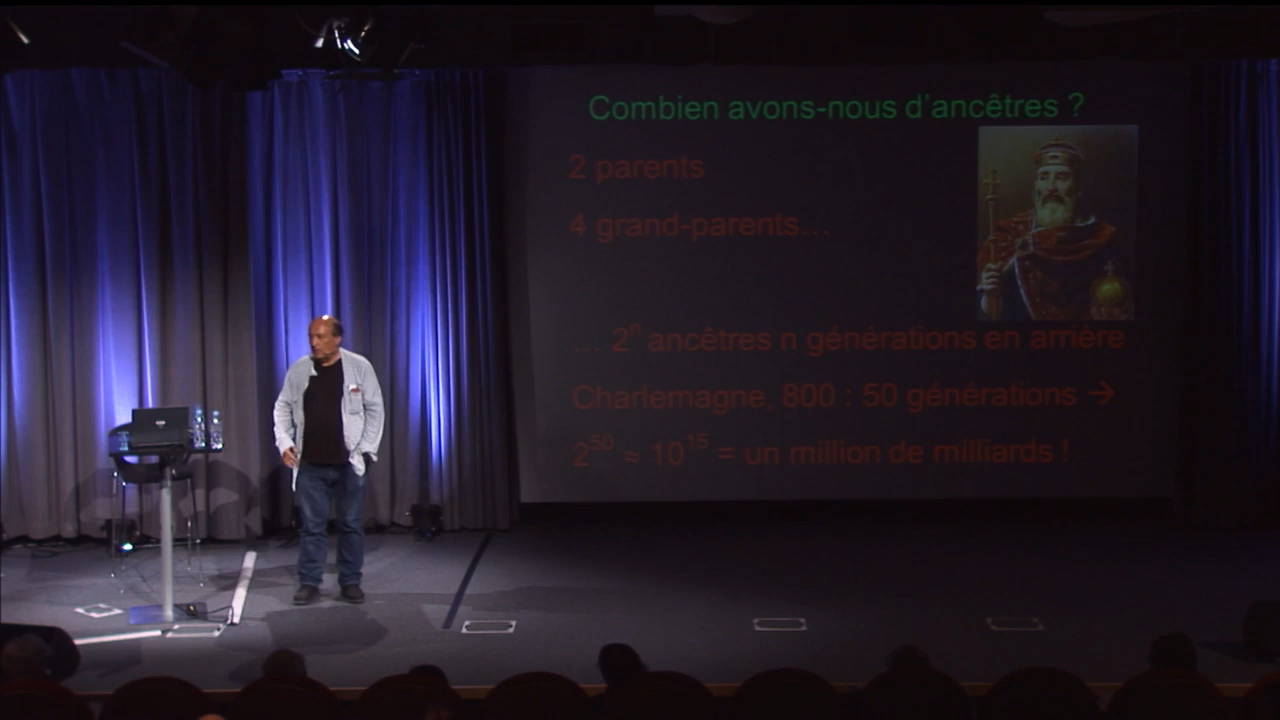 Combien avons-nous d'ancêtres ?
2 parents
4 grand-parents…
… 2ⁿ ancêtres n générations en arrière
Charlemagne, 800 : 50 générations →
2⁵⁰ ≈ 10¹⁵ = un million de milliards !